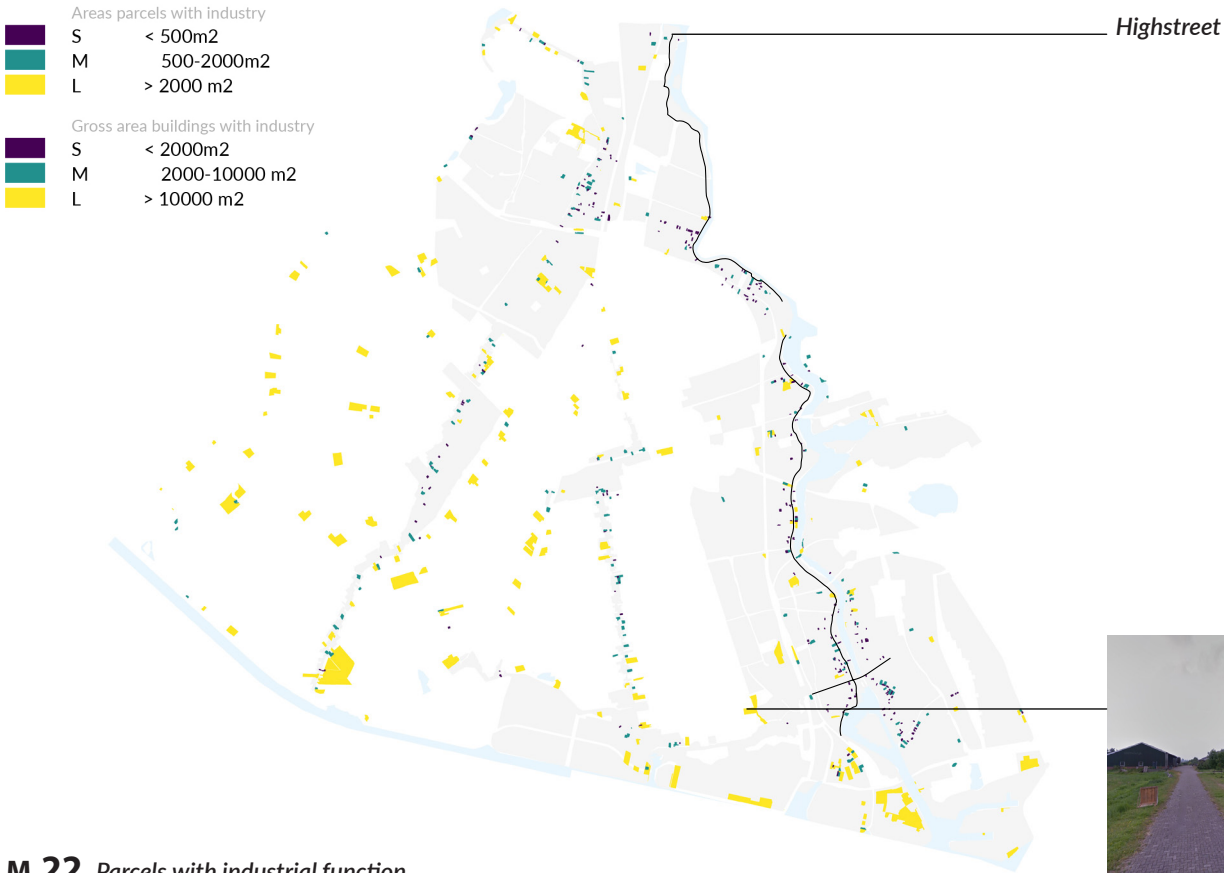 Areas parcels with industry
S < 500m2
M 500-2000m2
L > 2000 m2
Gross area buildings with industry
S < 2000m2
M 2000-10000 m2
L > 10000 m2
Highstreet
M 22 Parcels with industrial function